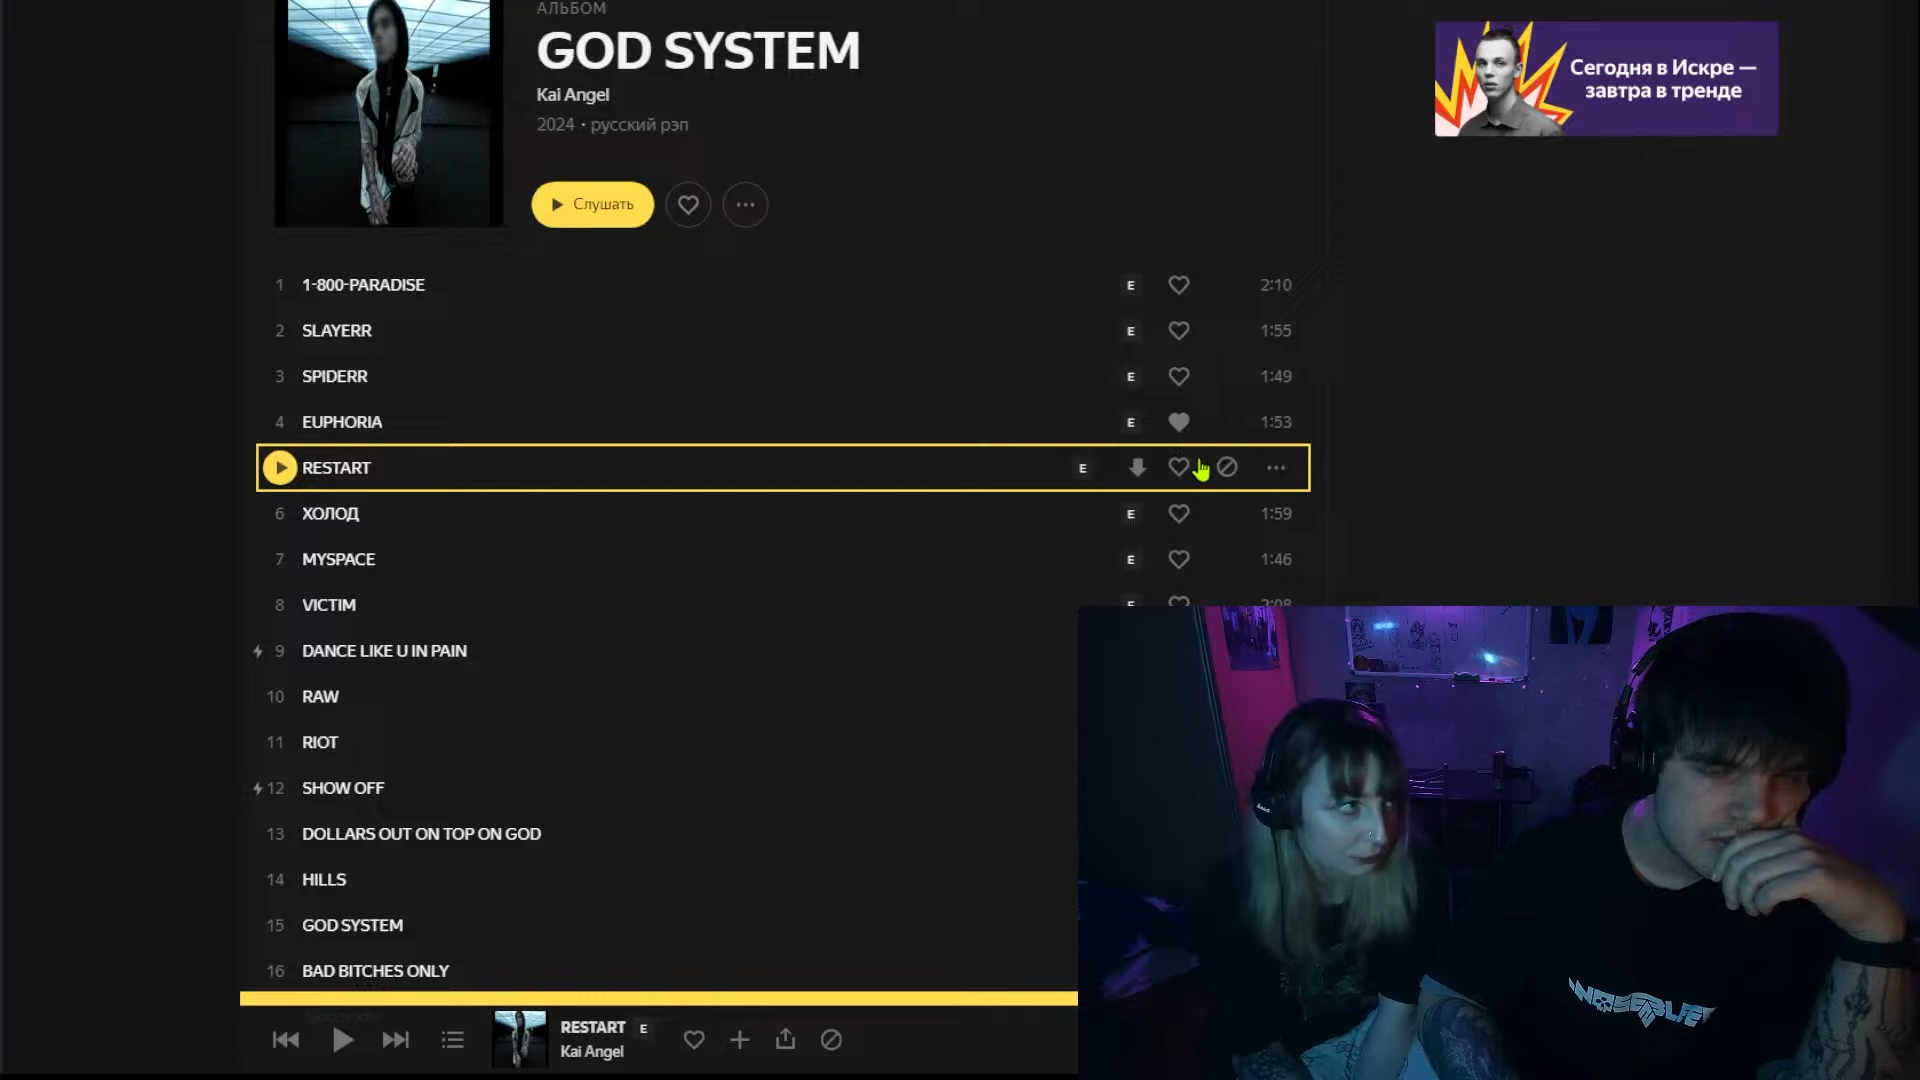 АЛЬБОМ
GOD SYSTEM
Kai Angel
2024 • русский рэп
Слушать
Сегодня в Искре —
завтра в тренде
1 1-800-PARADISE E 2:10
2 SLAYERR E 1:55
3 SPIDERR E 1:49
4 EUPHORIA E 1:53
RESTART E
6 ХОЛОД E 1:59
7 MYSPACE E 1:46
8 VICTIM E 2:08
9 DANCE LIKE U IN PAIN
10 RAW
11 RIOT
12 SHOW OFF
13 DOLLARS OUT ON TOP ON GOD
14 HILLS
15 GOD SYSTEM
16 BAD BITCHES ONLY
RESTART E
Kai Angel